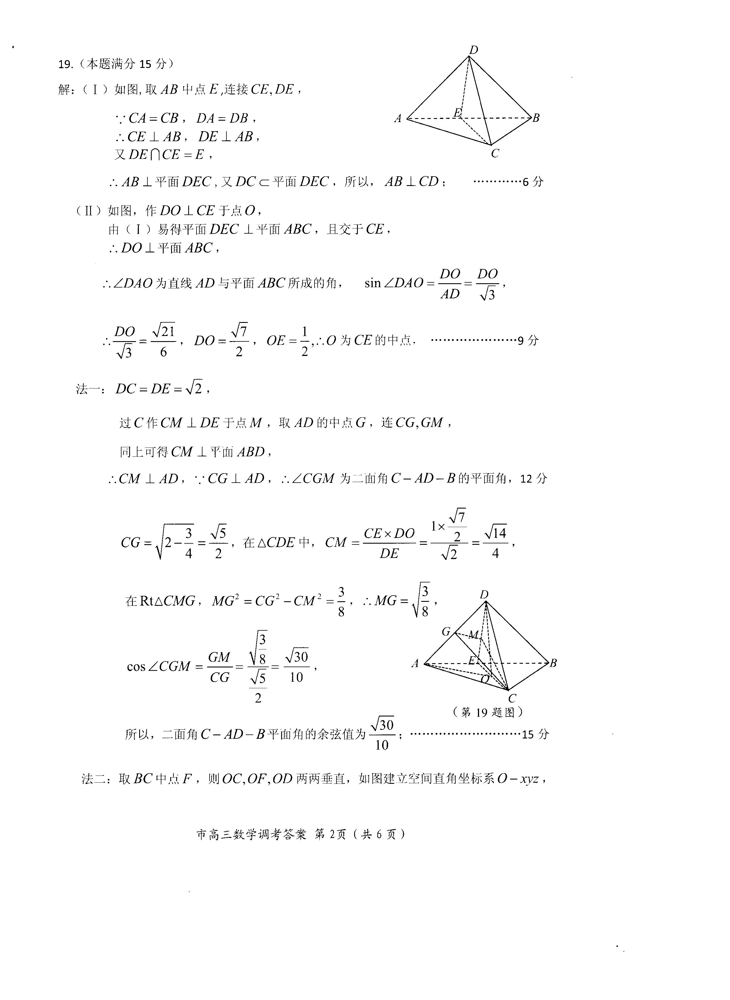 19.（本题满分 15 分）
解:（Ⅰ）如图, 取 AB 中点 E ,连接 CE, DE ，
∵ CA = CB ， DA = DB ，
∴ CE ⊥ AB ， DE ⊥ AB ，
又 DE∩CE = E ，
∴ AB ⊥平面 DEC , 又 DC ⊂平面 DEC ，所以， AB ⊥ CD ； …………6 分
（Ⅱ）如图，作 DO ⊥ CE 于点 O，
由（Ⅰ）易得平面 DEC ⊥平面 ABC，且交于 CE ，
∴ DO ⊥平面 ABC ，
∴∠DAO 为直线 AD 与平面 ABC 所成的角， sin ∠DAO = DO/AD = DO/√3 ，
∴ DO/√3 = √21/6 ， DO = √7/2 ， OE = 1/2 ,∴O 为 CE 的中点． …………………9 分
法一： DC = DE = √2 ，
过 C 作 CM ⊥ DE 于点 M ，取 AD 的中点 G ，连 CG,GM ，
同上可得 CM ⊥平面 ABD，
∴CM ⊥ AD，∵ CG ⊥ AD ，∴∠CGM 为二面角 C − AD − B 的平面角，12 分
CG = √(2 − 3/4) = √5/2 ，在△CDE 中， CM = (CE × DO)/DE = (1 × √7/2)/√2 = √14/4 ，
在 Rt△CMG ， MG² = CG² − CM² = 3/8 ，∴ MG = √(3/8) ，
cos ∠CGM = GM/CG = √(3/8)/(√5/2) = √30/10 ，
所以，二面角 C − AD − B 平面角的余弦值为 √30/10 ；………………………15 分
法二：取 BC 中点 F ，则 OC, OF, OD 两两垂直，如图建立空间直角坐标系 O − xyz ，
D
A
E
B
C
D
G
M
A
E
B
O
C
（第 19 题图）
市高三数学调考答案 第 2页（共 6 页）